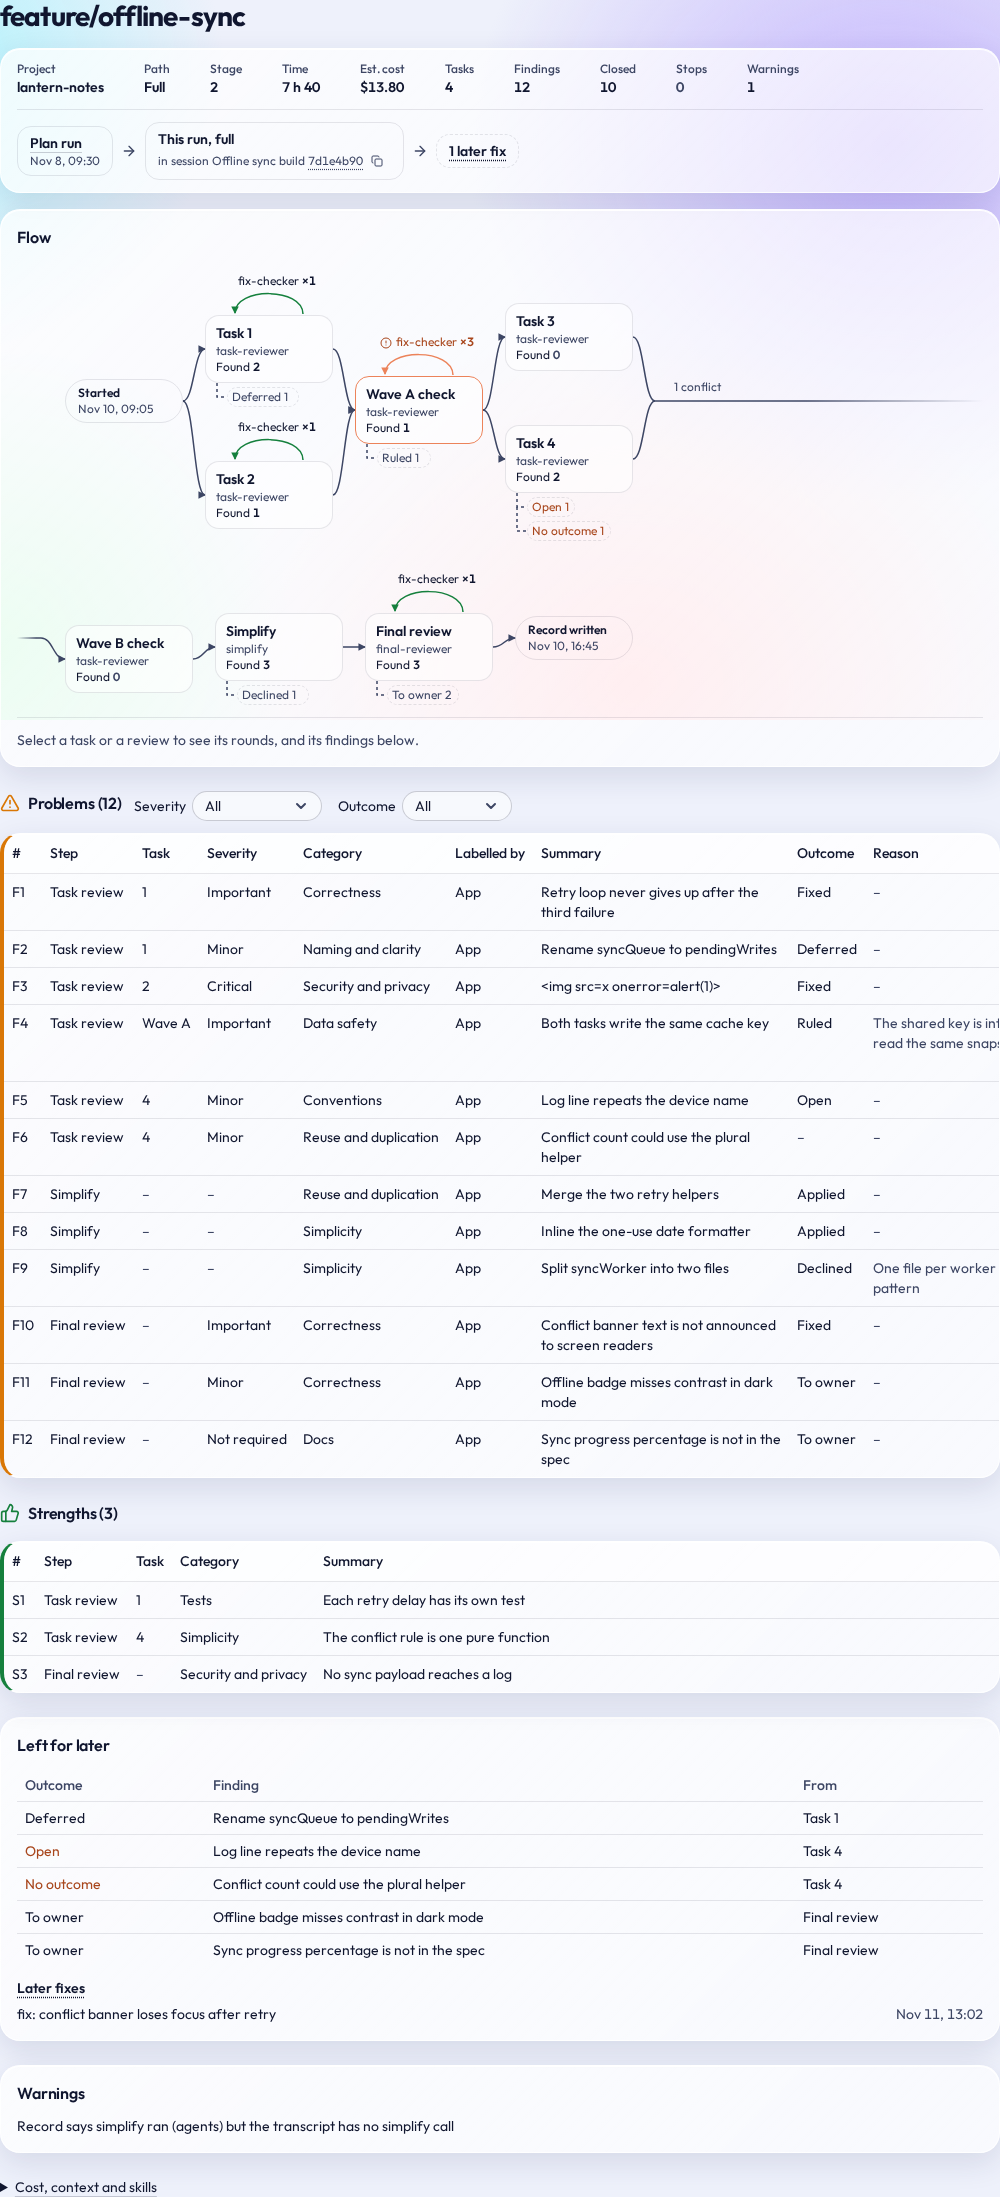 feature/offline-sync
Project Path Stage Time Est. cost Tasks Findings Closed Stops Warnings
lantern-notes Full 2 7 h 40 $13.80 4 12 10 0 1
Plan run
Nov 8, 09:30
This run, full
in session Offline sync build 7d1e4b90
1 later fix
Flow
Started
Nov 10, 09:05
fix-checker ×1
Task 1
task-reviewer
Found 2
Deferred 1
fix-checker ×1
Task 2
task-reviewer
Found 1
fix-checker ×3
Wave A check
task-reviewer
Found 1
Ruled 1
Task 3
task-reviewer
Found 0
Task 4
task-reviewer
Found 2
Open 1
No outcome 1
1 conflict
Wave B check
task-reviewer
Found 0
Simplify
simplify
Found 3
Declined 1
fix-checker ×1
Final review
final-reviewer
Found 3
To owner 2
Record written
Nov 10, 16:45
Select a task or a review to see its rounds, and its findings below.
Problems (12) Severity All Outcome All
# Step Task Severity Category Labelled by Summary Outcome Reason
F1 Task review 1 Important Correctness App Retry loop never gives up after the Fixed –
third failure
F2 Task review 1 Minor Naming and clarity App Rename syncQueue to pendingWrites Deferred –
F3 Task review 2 Critical Security and privacy App <img src=x onerror=alert(1)> Fixed –
F4 Task review Wave A Important Data safety App Both tasks write the same cache key Ruled The shared key is
read the same
F5 Task review 4 Minor Conventions App Log line repeats the device name Open –
F6 Task review 4 Minor Reuse and duplication App Conflict count could use the plural – –
helper
F7 Simplify – – Reuse and duplication App Merge the two retry helpers Applied –
F8 Simplify – – Simplicity App Inline the one-use date formatter Applied –
F9 Simplify – – Simplicity App Split syncWorker into two files Declined One file per worker
pattern
F10 Final review – Important Correctness App Conflict banner text is not announced Fixed –
to screen readers
F11 Final review – Minor Correctness App Offline badge misses contrast in dark To owner –
mode
F12 Final review – Not required Docs App Sync progress percentage is not in the To owner –
spec
Strengths (3)
# Step Task Category Summary
S1 Task review 1 Tests Each retry delay has its own test
S2 Task review 4 Simplicity The conflict rule is one pure function
S3 Final review – Security and privacy No sync payload reaches a log
Left for later
Outcome Finding From
Deferred Rename syncQueue to pendingWrites Task 1
Open Log line repeats the device name Task 4
No outcome Conflict count could use the plural helper Task 4
To owner Offline badge misses contrast in dark mode Final review
To owner Sync progress percentage is not in the spec Final review
Later fixes
fix: conflict banner loses focus after retry Nov 11, 13:02
Warnings
Record says simplify ran (agents) but the transcript has no simplify call
Cost, context and skills